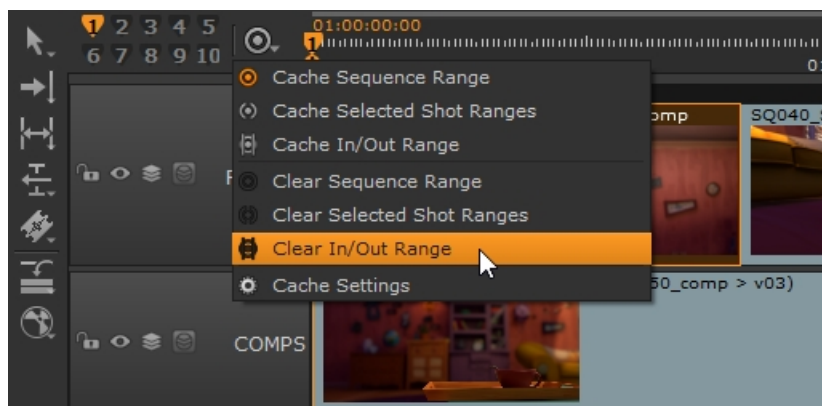 1 2 3 4 5
6 7 8 9 10
01:00:00:00
1
Cache Sequence Range
Cache Selected Shot Ranges
Cache In/Out Range
Clear Sequence Range
Clear Selected Shot Ranges
Clear In/Out Range
Cache Settings
SQ040_
> v03)
COMPS